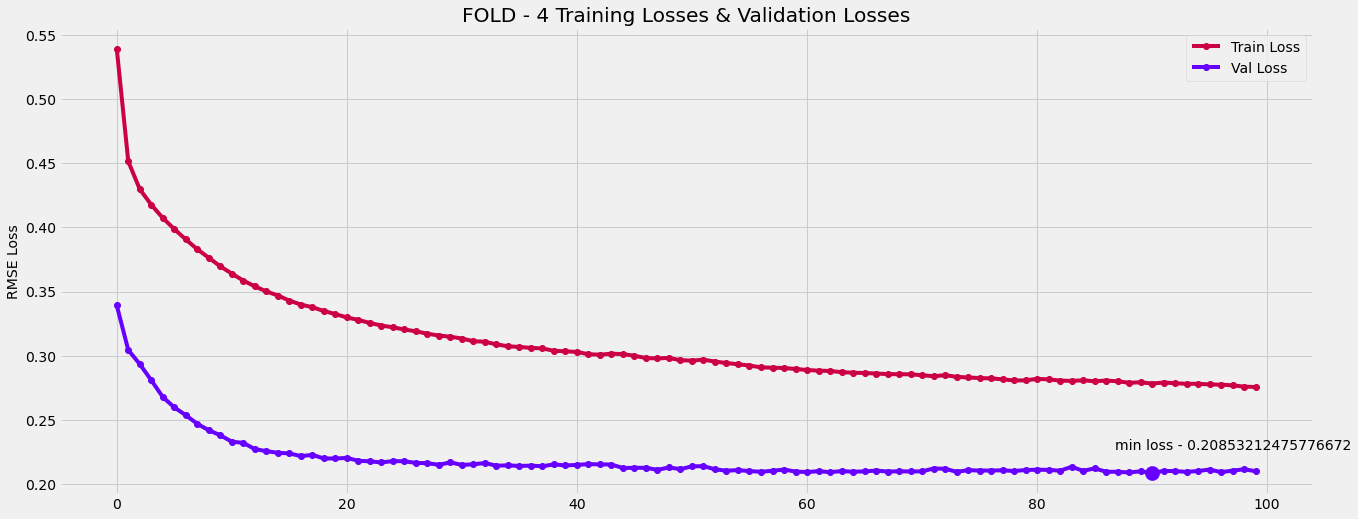 FOLD - 4 Training Losses & Validation Losses
Train Loss
Val Loss
RMSE Loss
0.55
0.50
0.45
0.40
0.35
0.30
0.25
0.20
min loss - 0.20853212475776672
0 20 40 60 80 100